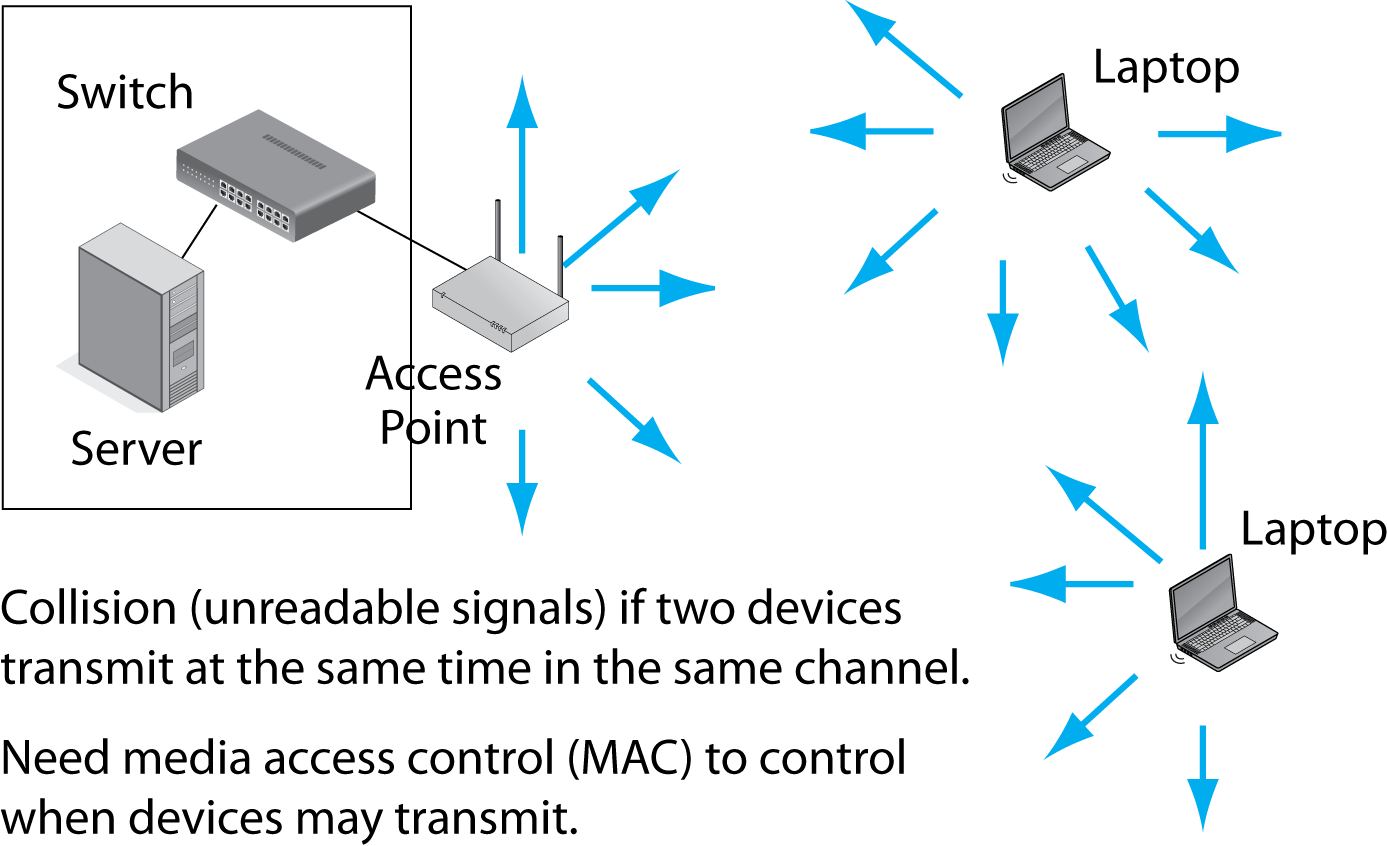 Switch
Laptop
Access
Point
Server
Laptop
Collision (unreadable signals) if two devices
transmit at the same time in the same channel.
Need media access control (MAC) to control
when devices may transmit.